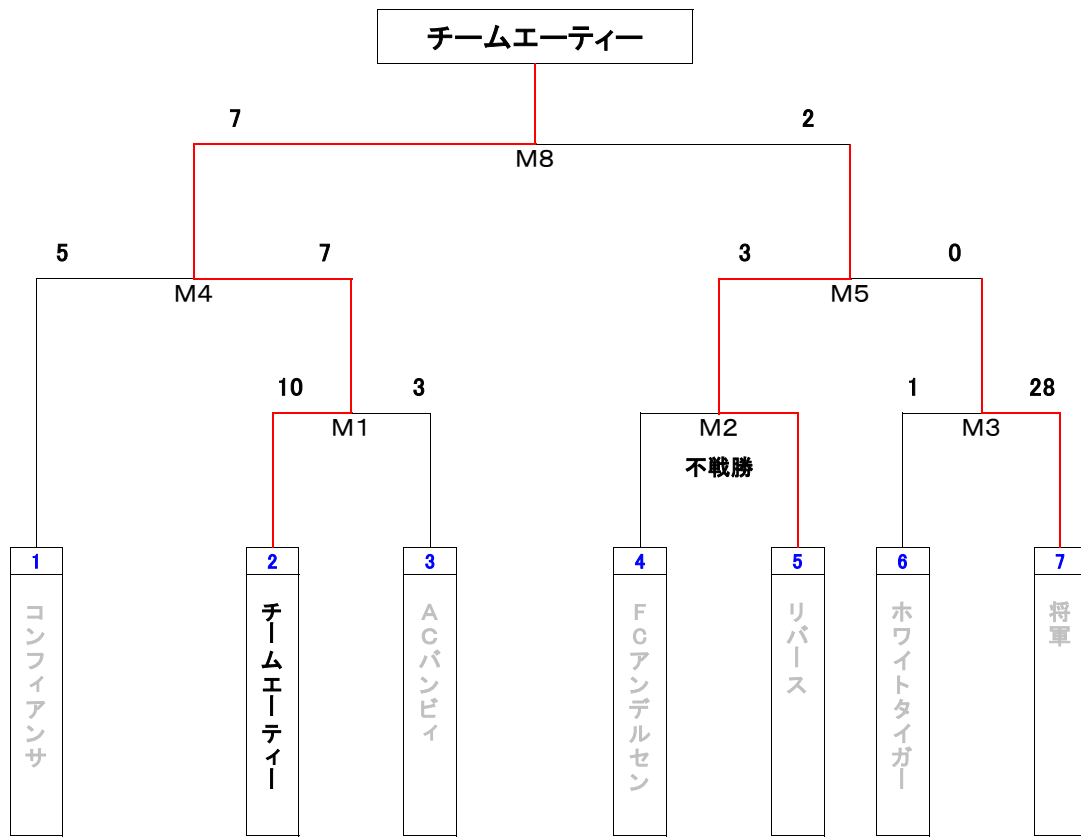 チームエーティー
7
2
M8
5
7
3
0
M4
M5
10
3
1
28
M1
M2
M3
不戦勝
1
2
3
4
5
6
7
コンフィアンサ
チームエーティー
ACバンビィ
FCアンデルセン
リバース
ホワイトタイガー
将軍